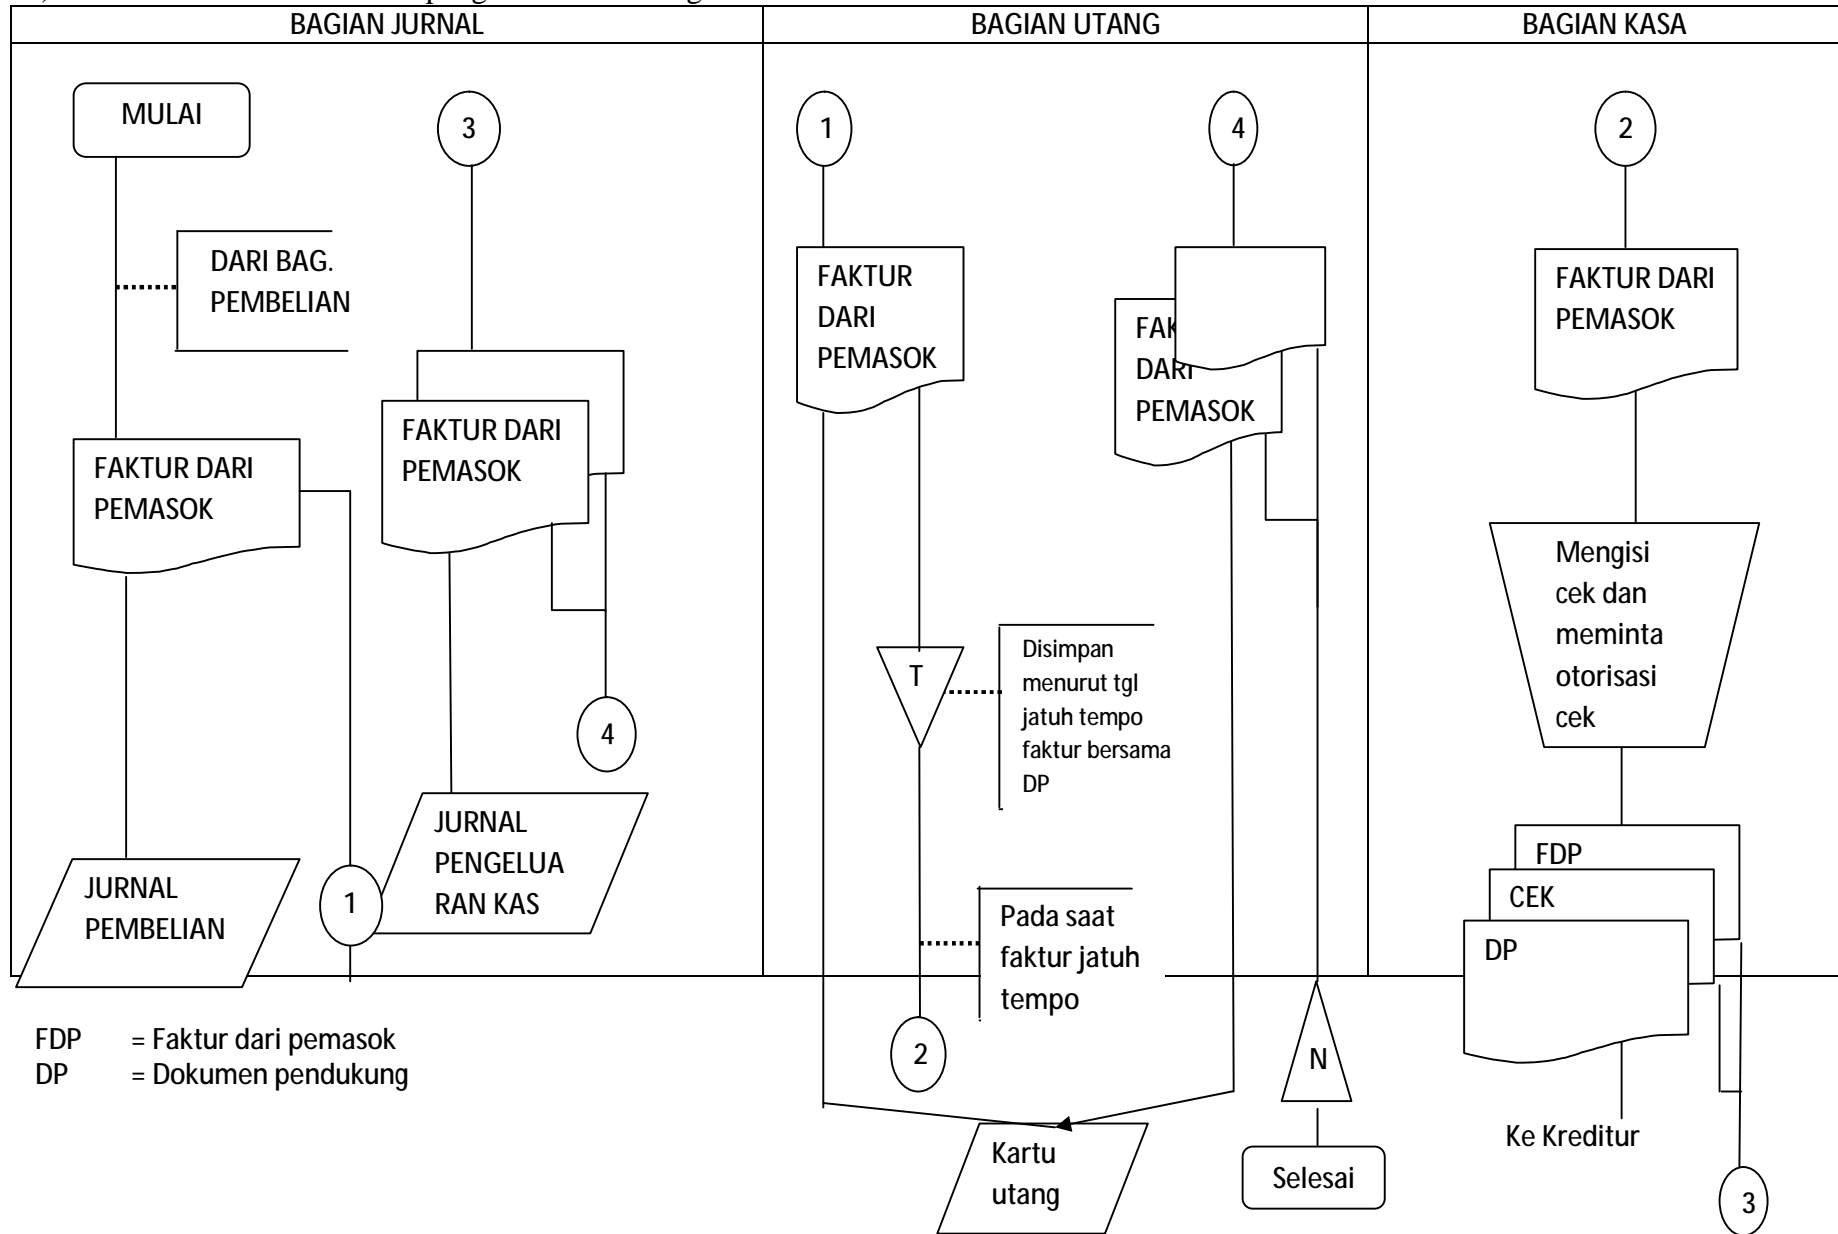 BAGIAN JURNAL
BAGIAN UTANG
BAGIAN KASA
MULAI
3
DARI BAG.
PEMBELIAN
FAKTUR DARI
PEMASOK
FAKTUR DARI
PEMASOK
4
JURNAL
PENGELUA
RAN KAS
JURNAL
PEMBELIAN
1
1
4
FAKTUR
DARI
PEMASOK
FAK
DARI
PEMASOK
T
Disimpan
menurut tgl
jatuh tempo
faktur bersama
DP
Pada saat
faktur jatuh
tempo
2
N
Kartu
utang
Selesai
2
FAKTUR DARI
PEMASOK
Mengisi
cek dan
meminta
otorisasi
cek
FDP
CEK
DP
Ke Kreditur
3
FDP = Faktur dari pemasok
DP = Dokumen pendukung